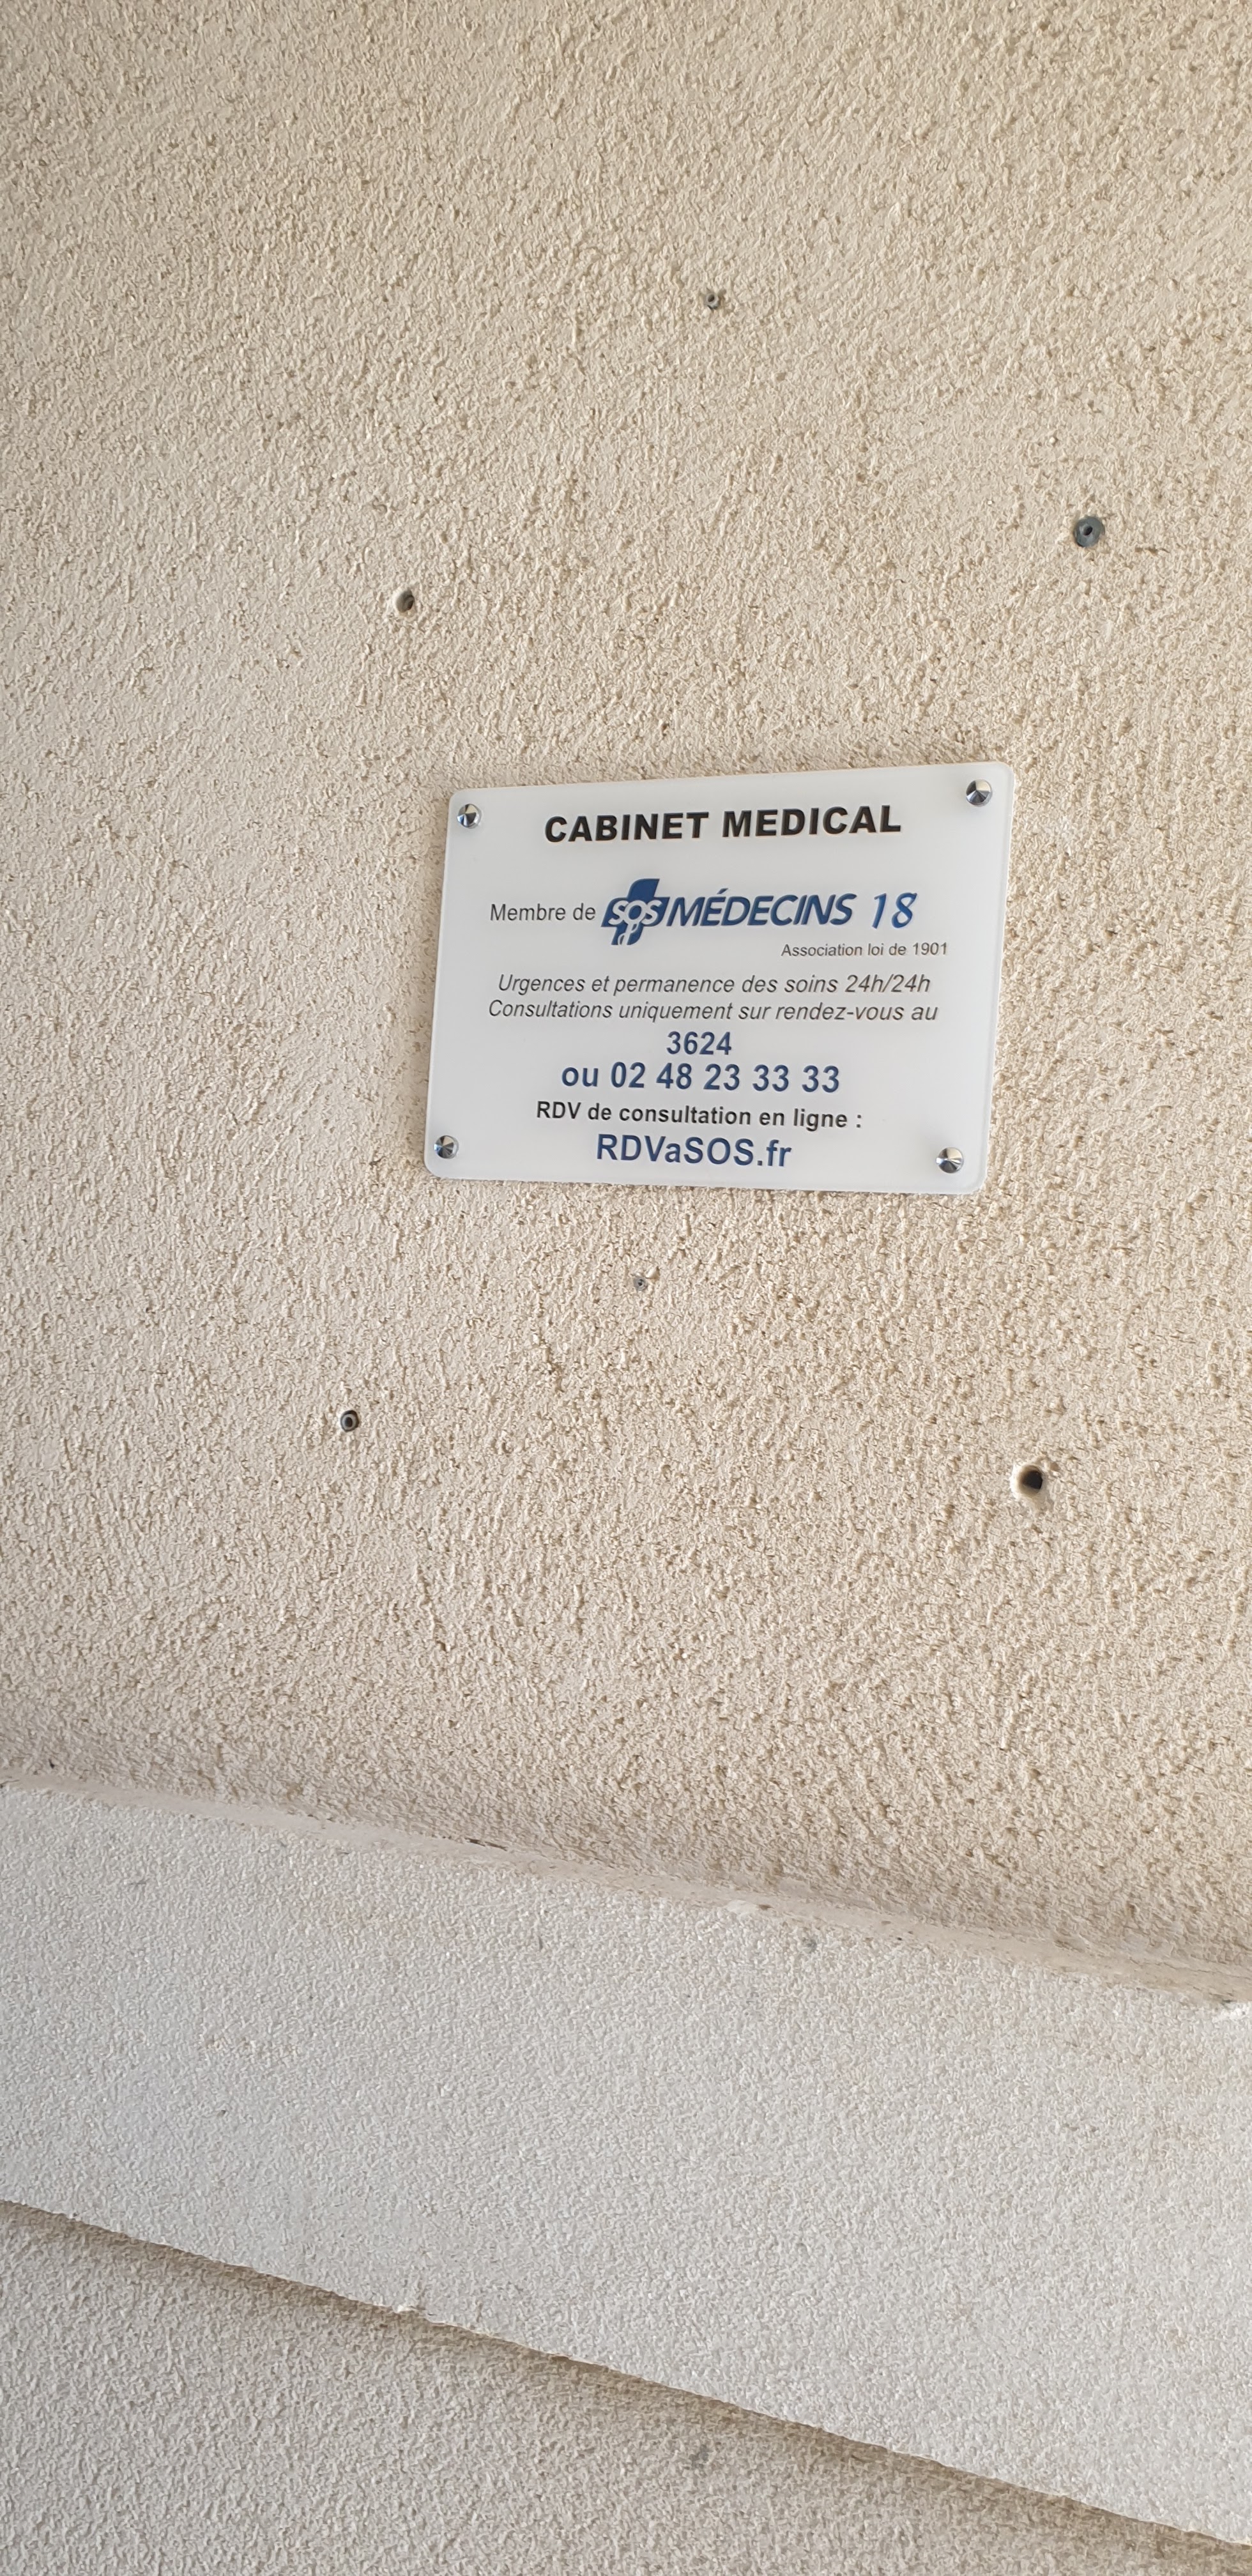 CABINET MEDICAL
Membre de SOS MÉDECINS 18
Association loi de 1901
Urgences et permanence des soins 24h/24h
Consultations uniquement sur rendez-vous au
3624
ou 02 48 23 33 33
RDV de consultation en ligne :
RDVaSOS.fr